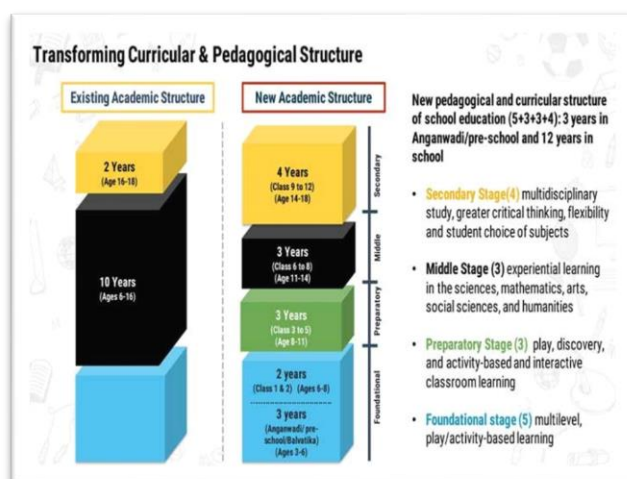 Transforming Curricular & Pedagogical Structure
Existing Academic Structure
New Academic Structure
2 Years
(Age 16-18)
10 Years
(Ages 6-16)
4 Years
(Class 9 to 12)
(Age 14-18)
Secondary
3 Years
(Class 6 to 8)
(Age 11-14)
Middle
3 Years
(Class 3 to 5)
(Age 8-11)
Preparatory
2 years
(Class 1 & 2) (Ages 6-8)
3 years
(Anganwadi/ pre-
school/Balvatika)
(Ages 3-6)
Foundational
New pedagogical and curricular structure
of school education (5+3+3+4): 3 years in
Anganwadi/pre-school and 12 years in
school
• Secondary Stage(4) multidisciplinary
study, greater critical thinking, flexibility
and student choice of subjects
• Middle Stage (3) experiential learning
in the sciences, mathematics, arts,
social sciences, and humanities
• Preparatory Stage (3) play, discovery,
and activity-based and interactive
classroom learning
• Foundational stage (5) multilevel,
play/activity-based learning